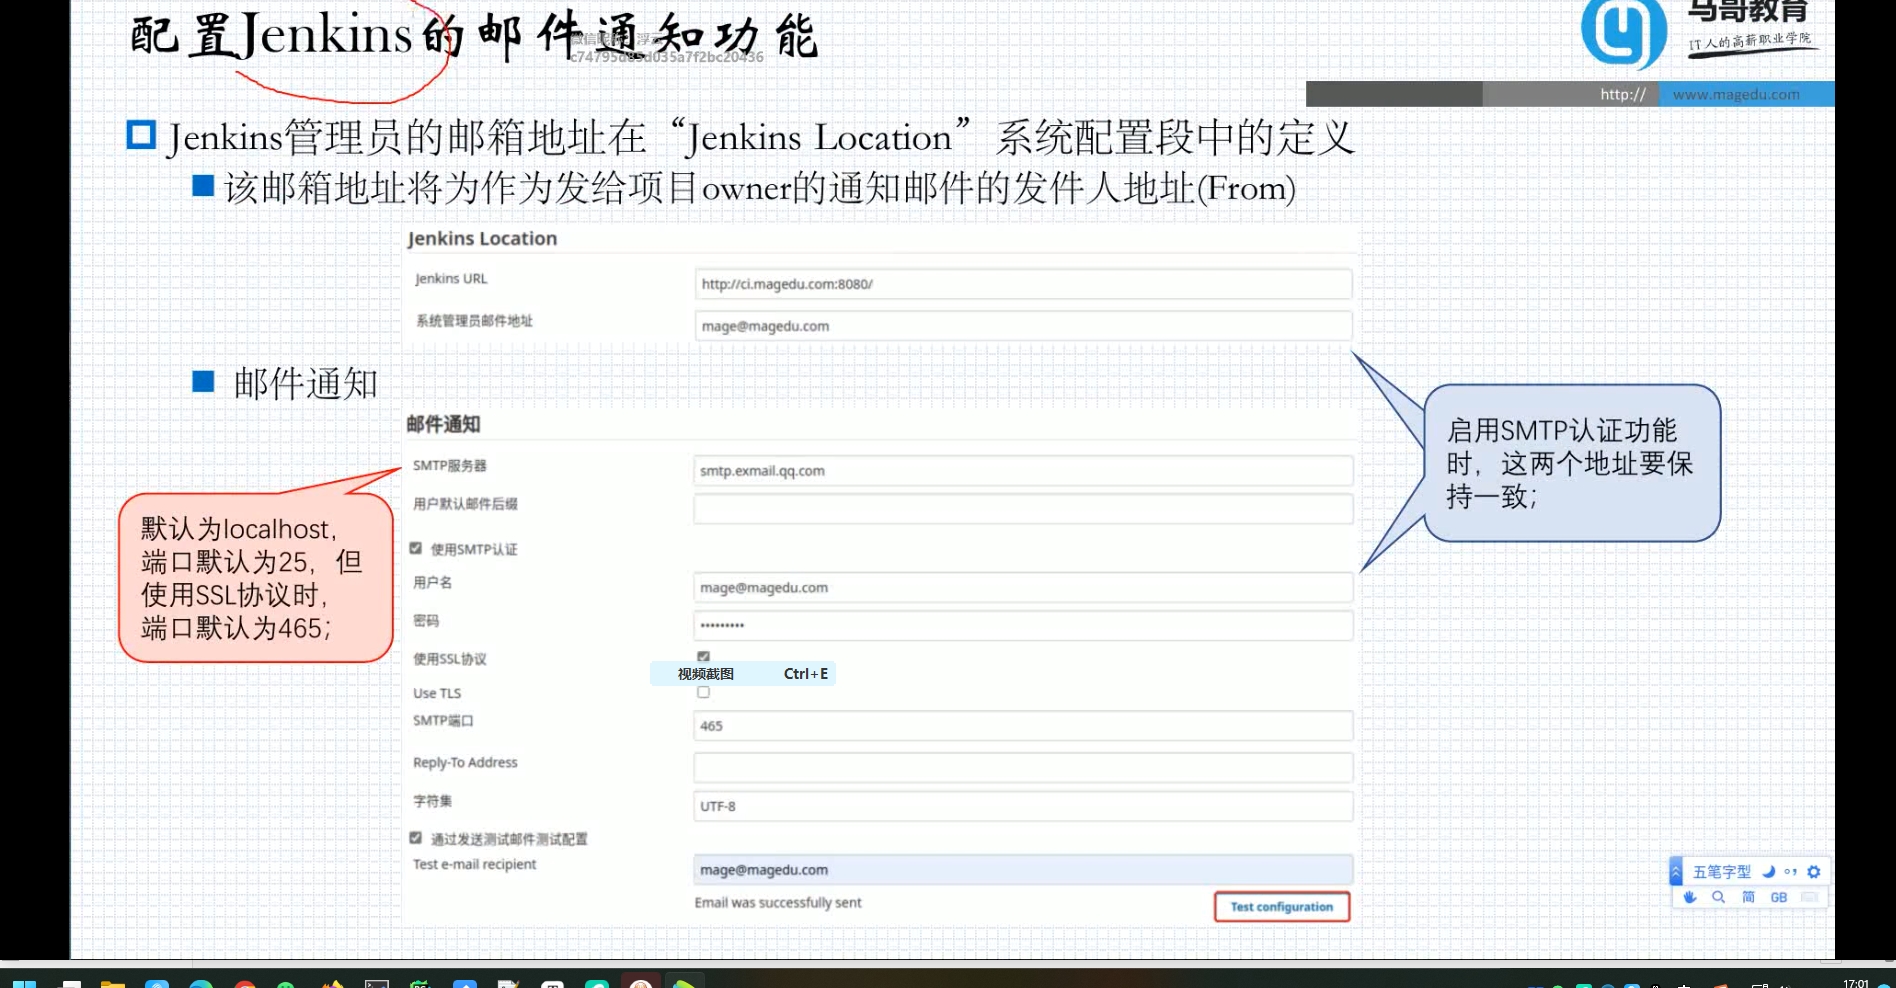 配置Jenkins的邮件通知功能
c74795d85d035a7f2bc20436
马哥教育
IT人的高薪职业学院
http://
www.magedu.com
Jenkins管理员的邮箱地址在“Jenkins Location”系统配置段中的定义
该邮箱地址将为作为发给项目owner的通知邮件的发件人地址(From)
Jenkins Location
Jenkins URL
http://ci.magedu.com:8080/
系统管理员邮件地址
mage@magedu.com
邮件通知
邮件通知
SMTP服务器
smtp.exmail.qq.com
用户默认邮件后缀
使用SMTP认证
用户名
mage@magedu.com
密码
•••••••••
使用SSL协议
视频截图 Ctrl+E
Use TLS
SMTP端口
465
Reply-To Address
字符集
UTF-8
通过发送测试邮件测试配置
Test e-mail recipient
mage@magedu.com
Email was successfully sent
Test configuration
默认为localhost,
端口默认为25，但
使用SSL协议时，
端口默认为465;
启用SMTP认证功能
时，这两个地址要保
持一致;
五笔字型
简 GB
17:01